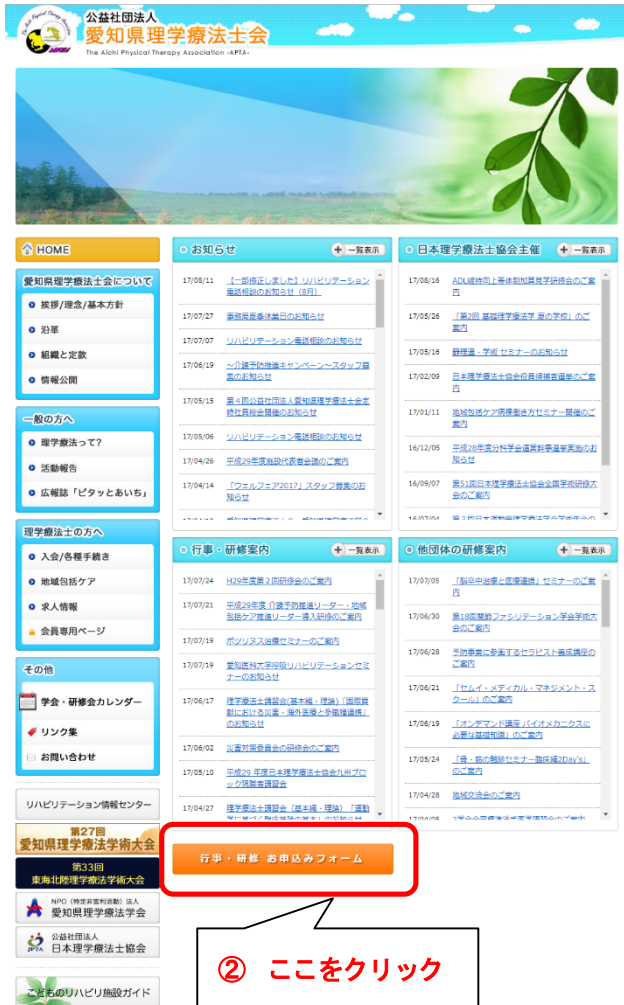 公益社団法人
愛知県理学療法士会
The Aichi Physical Therapy Association -APTA-
HOME
愛知県理学療法士会について
挨拶/理念/基本方針
沿革
組織と定款
情報公開
一般の方へ
理学療法って?
活動報告
広報誌「ピタッとあいち」
理学療法士の方へ
入会/各種手続き
地域包括ケア
求人情報
会員専用ページ
その他
学会・研修会カレンダー
リンク集
お問い合わせ
リハビリテーション情報センター
第27回
愛知県理学療法学術大会
第33回
東海北陸理学療法学術大会
NPO(特定非営利活動)法人
愛知県理学療法学会
公益社団法人
日本理学療法士協会
こどものリハビリ施設ガイド
お知らせ
一覧表示
17/08/11 【一部修正しました】リハビリテーション
電話相談のお知らせ(8月)
17/07/27 事務局夏季休業日のお知らせ
17/07/07 リハビリテーション電話相談のお知らせ
17/06/19 ~介護予防推進キャンペーン~スタッフ募
集のお知らせ
17/05/15 第4回公益社団法人愛知県理学療法士会定
時社員総会開催のお知らせ
17/05/06 リハビリテーション電話相談のお知らせ
17/04/26 平成29年度施設代表者会議のご案内
17/04/14 「ウェルフェア2017」スタッフ募集のお
知らせ
日本理学療法士協会主催
一覧表示
17/08/16 ADL維持向上等体制加算見学研修会のご案
内
17/05/26 「第2回 基礎理学療法学 夏の学校」のご
案内
17/05/16 静理連・学術 セミナーのお知らせ
17/02/09 日本理学療法士協会役員候補者選挙のご案
内
17/01/11 地域包括ケア病棟働き方セミナー開催のご
案内
16/12/05 平成28年度分科学会運営幹事選挙実施のお
知らせ
16/09/07 第51回日本理学療法士協会全国学術研修大
会のご案内
行事・研修案内
一覧表示
17/07/24 H29年度第2回研修会のご案内
17/07/21 平成29年度 介護予防推進リーダー・地域
包括ケア推進リーダー導入研修のご案内
17/07/19 ボツリヌス治療セミナーのご案内
17/07/19 愛知医科大学呼吸リハビリテーションセミ
ナーのお知らせ
17/06/17 理学療法士講習会(基本編・理論)「国際貢
献における災害・海外医療と多職種連携」
のお知らせ
17/06/02 災害対策委員会の研修会のご案内
17/05/10 平成29 年度日本理学療法士協会九州ブロ
ック現職者講習会
17/04/27 理学療法士講習会(基本編・理論)「運動
他団体の研修案内
一覧表示
17/07/05 「脳卒中治療と医療連携」セミナーのご案
内
17/06/30 第18回関節ファシリテーション学会学術大
会のご案内
17/06/28 予防事業に参画するセラピスト養成講座の
ご案内
17/06/21 「セムイ・メディカル・マネジメント・ス
クール」のご案内
17/06/19 「オンデマンド講座 バイオメカニクスに
必要な基礎知識」のご案内
17/05/24 「骨・筋の触診セミナー臨床編2Day's」
のご案内
17/04/28 地域交流会のご案内
行事・研修 お申込みフォーム
② ここをクリック